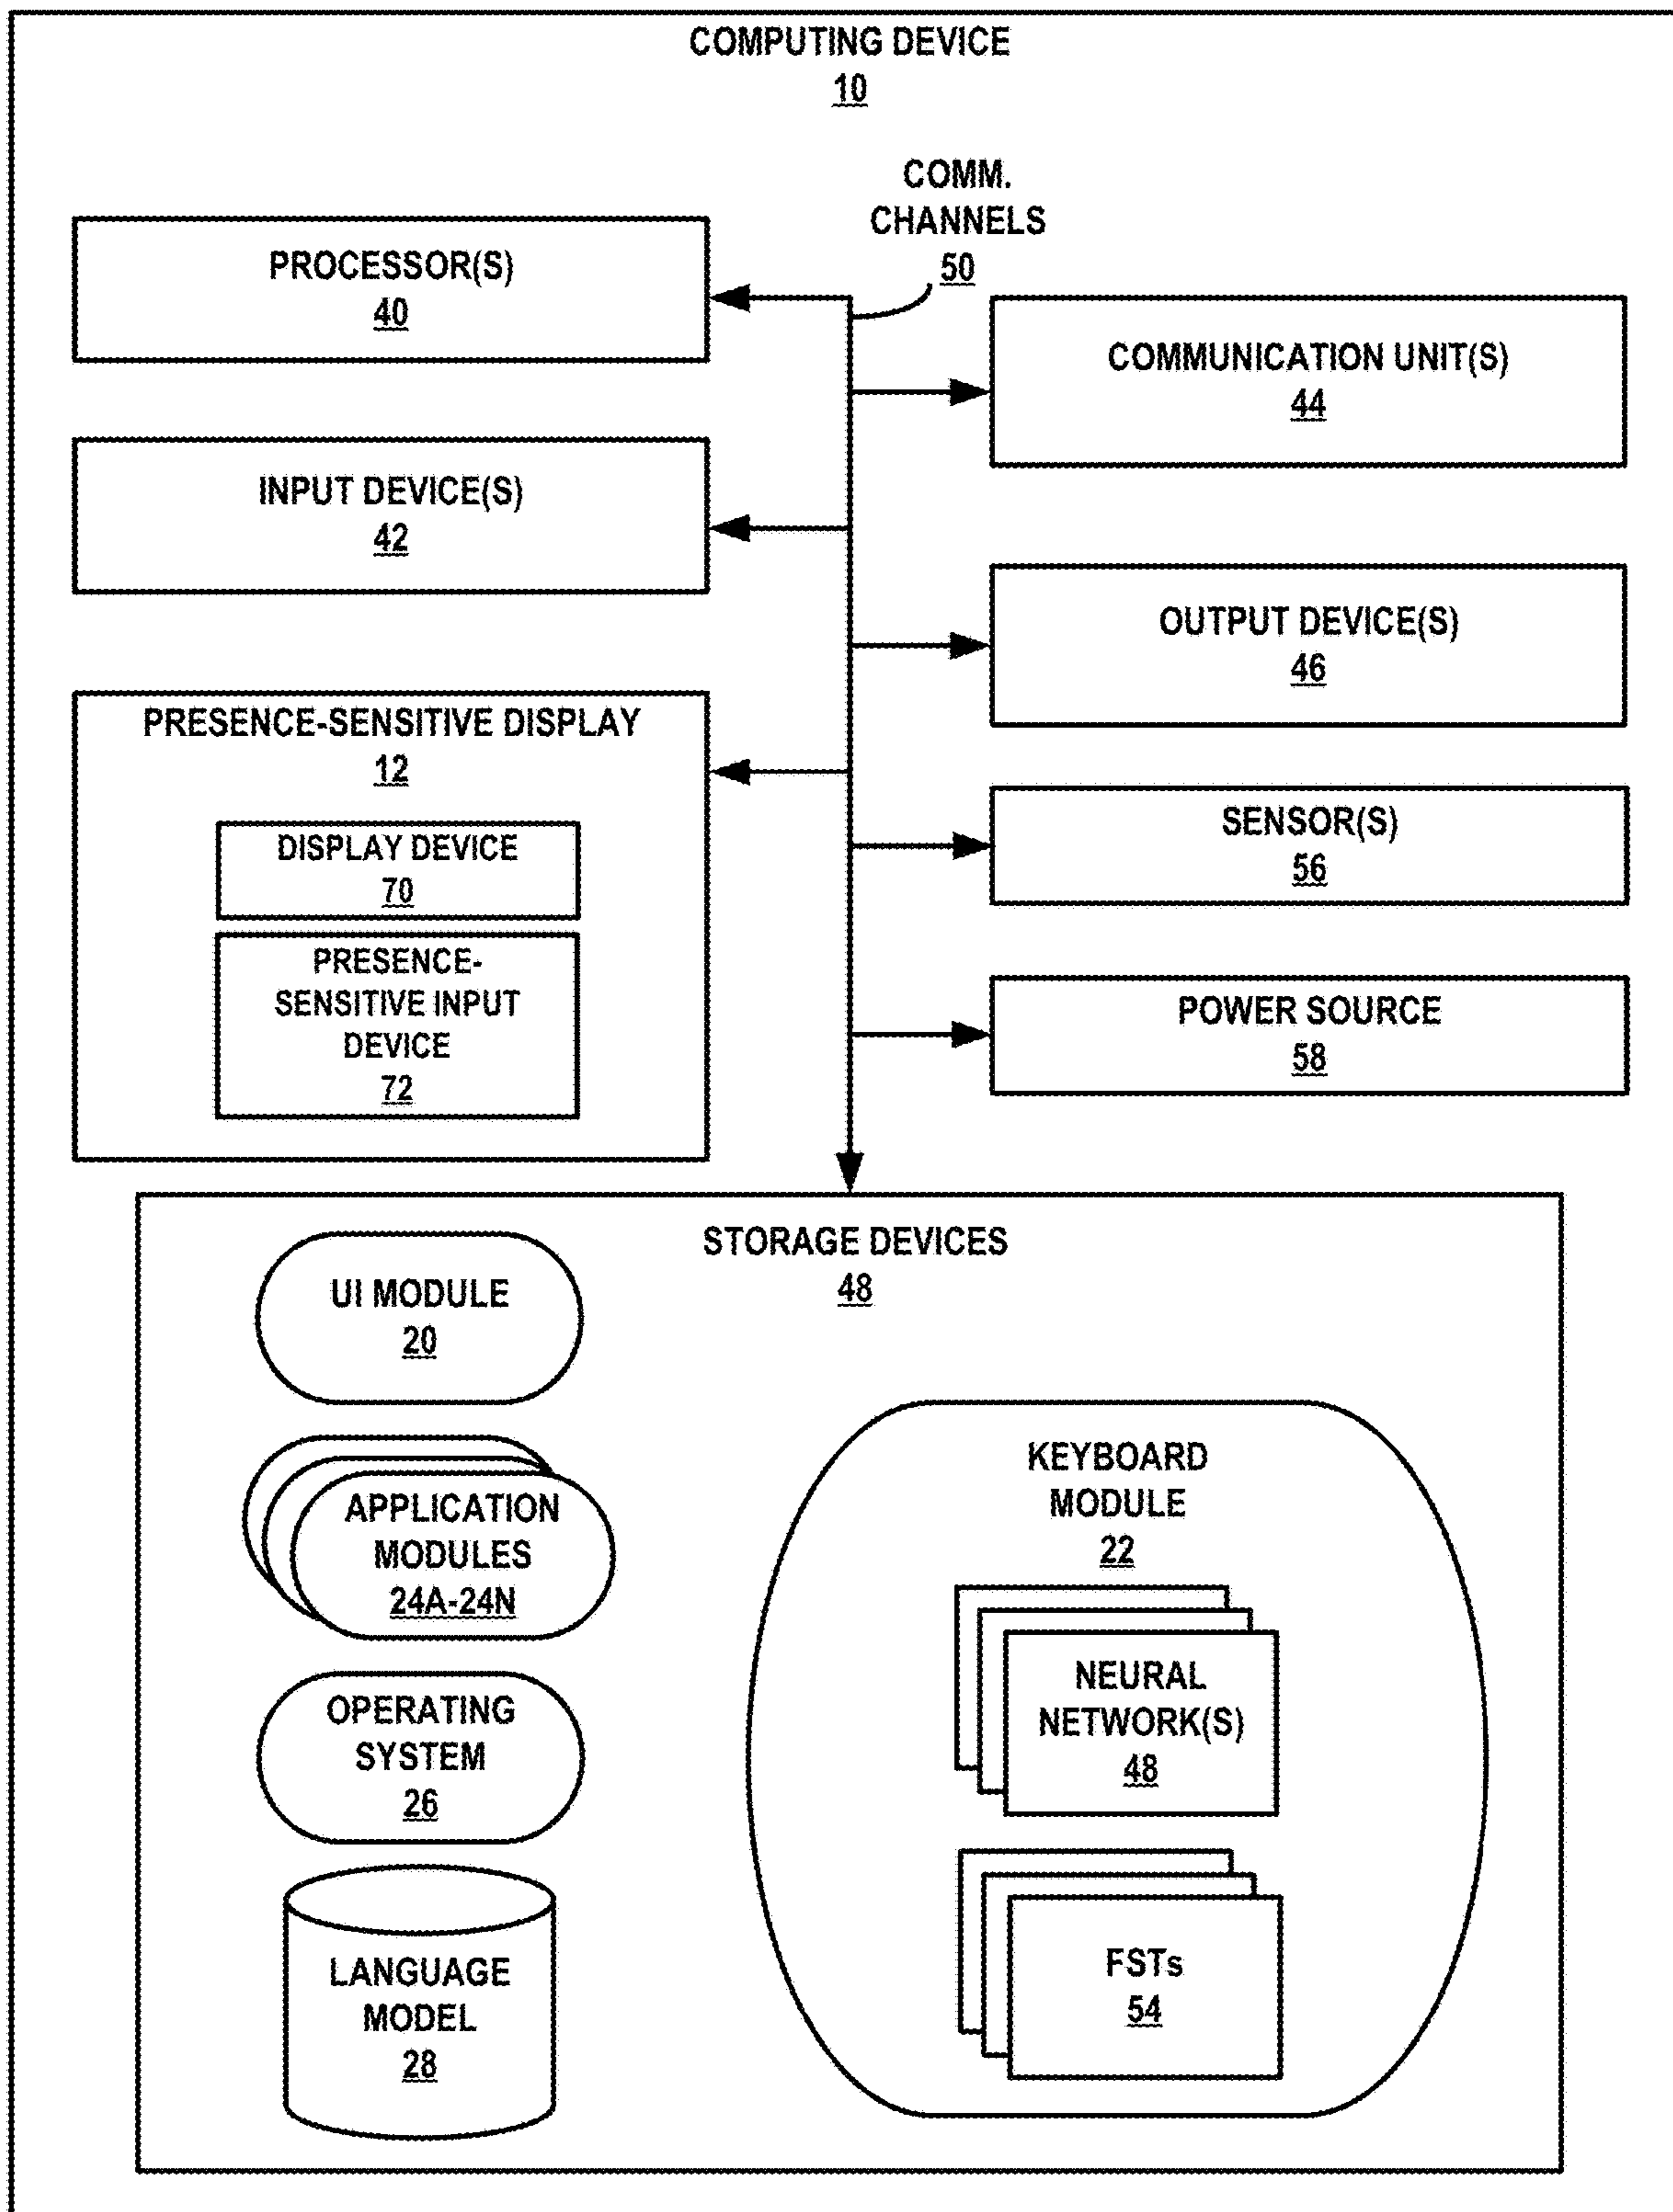 COMPUTING DEVICE
10
COMM.
CHANNELS
50
PROCESSOR(S)
40
COMMUNICATION UNIT(S)
44
INPUT DEVICE(S)
42
OUTPUT DEVICE(S)
46
PRESENCE-SENSITIVE DISPLAY
12
DISPLAY DEVICE
70
PRESENCE-
SENSITIVE INPUT
DEVICE
72
SENSOR(S)
56
POWER SOURCE
58
STORAGE DEVICES
48
UI MODULE
20
APPLICATION
MODULES
24A-24N
OPERATING
SYSTEM
26
LANGUAGE
MODEL
28
KEYBOARD
MODULE
22
NEURAL
NETWORK(S)
48
FSTs
54